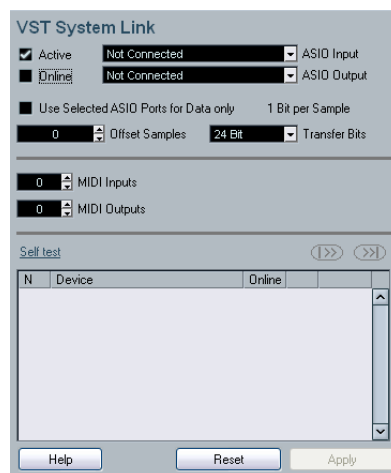 VST System Link
Active Not Connected ASIO Input
Online Not Connected ASIO Output
Use Selected ASIO Ports for Data only 1 Bit per Sample
0 Offset Samples 24 Bit Transfer Bits
0 MIDI Inputs
0 MIDI Outputs
Self test
N Device Online
Help Reset Apply